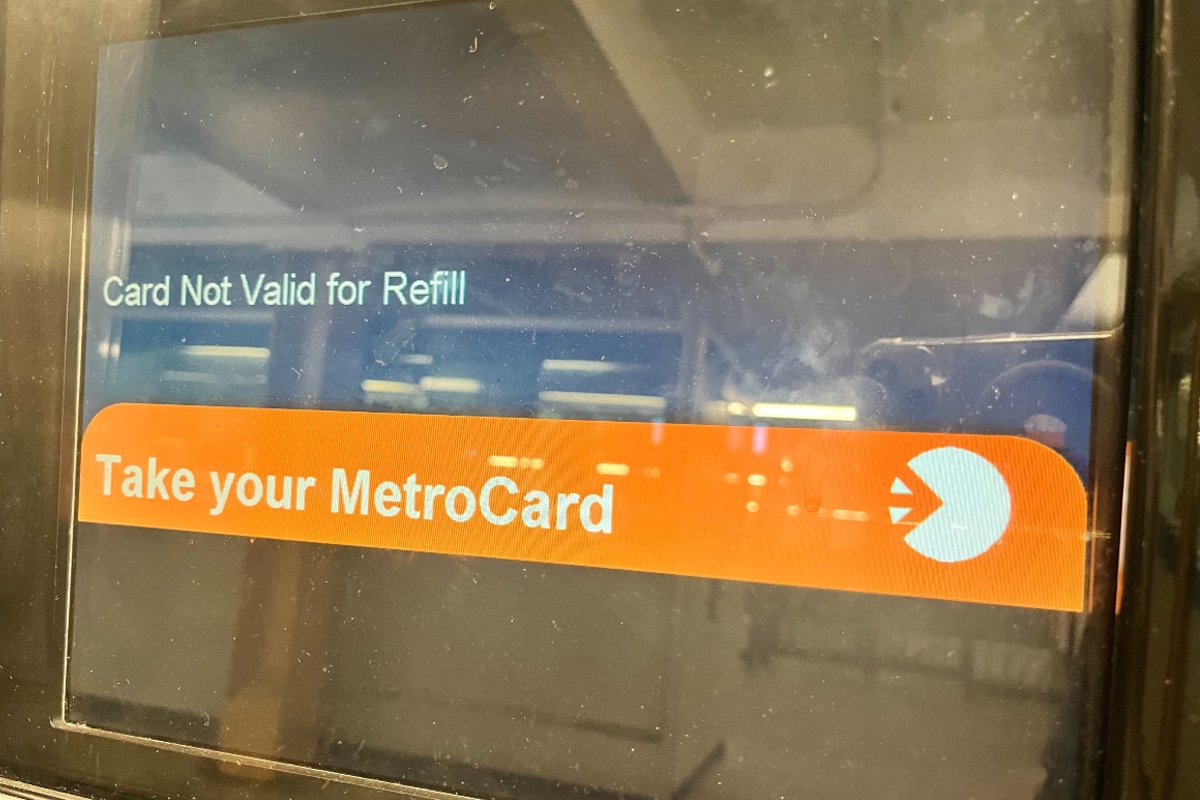 Card Not Valid for Refill
Take your MetroCard